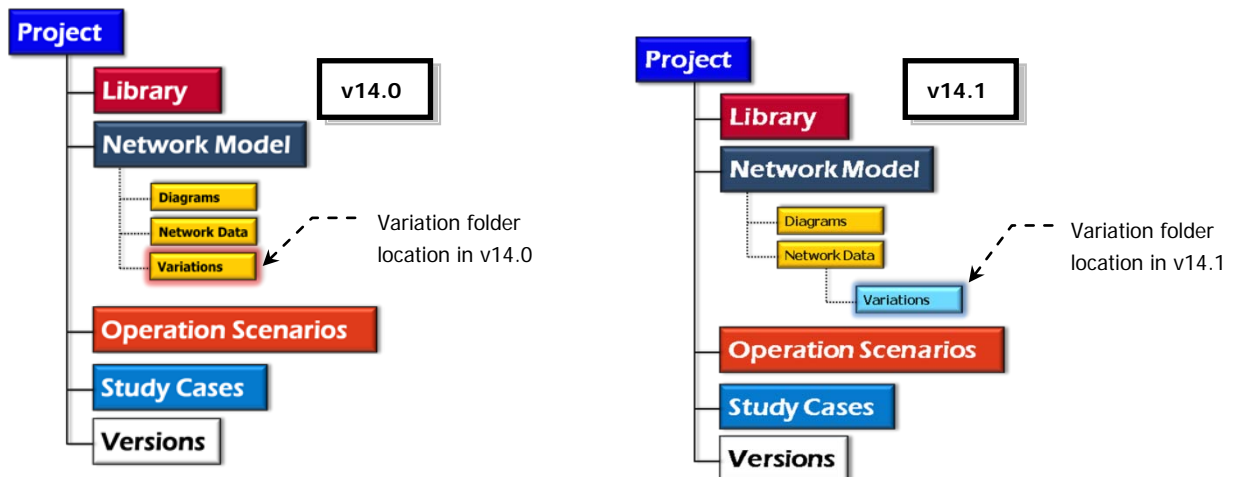 Project
Library
v14.0
Network Model
Diagrams
Network Data
Variations
Variation folder
location in v14.0
Operation Scenarios
Study Cases
Versions
Project
Library
v14.1
Network Model
Diagrams
Network Data
Variations
Variation folder
location in v14.1
Operation Scenarios
Study Cases
Versions